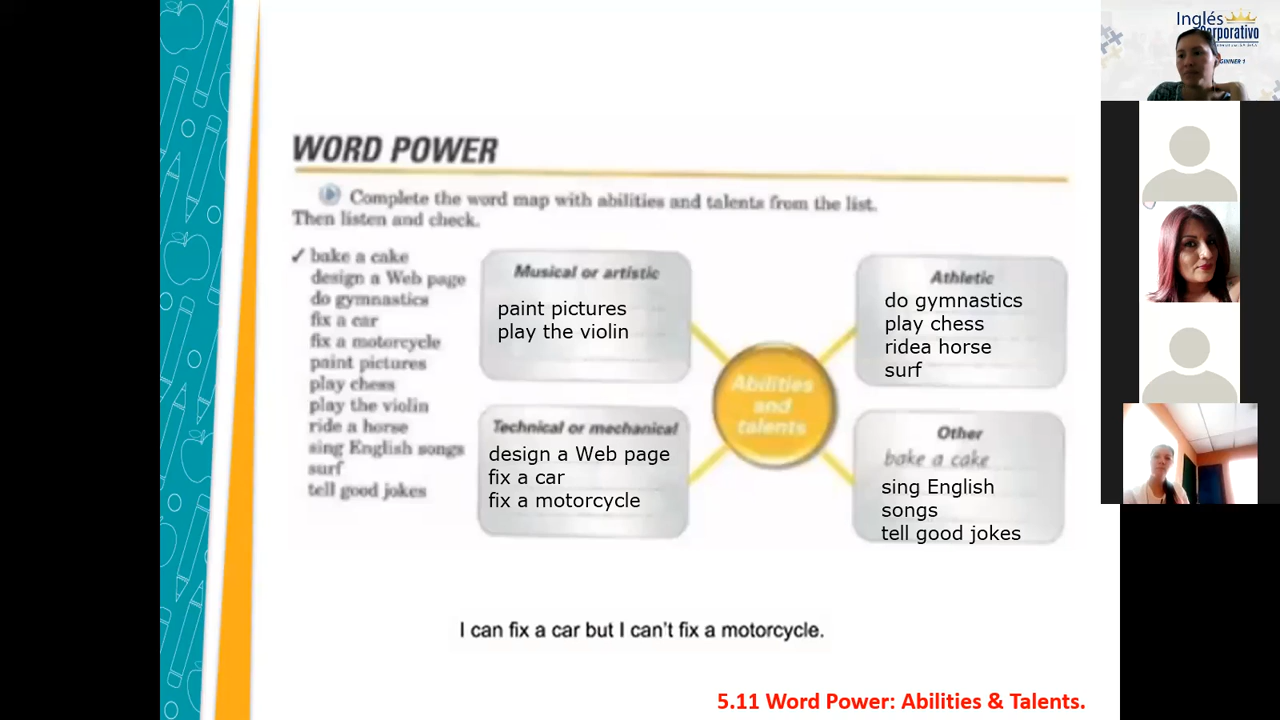 WORD POWER
Complete the word map with abilities and talents from the list.
Then listen and check.
✓ bake a cake
design a Web page
do gymnastics
fix a car
fix a motorcycle
paint pictures
play chess
play the violin
ride a horse
sing English songs
surf
tell good jokes
Musical or artistic
paint pictures
play the violin
Athletic
do gymnastics
play chess
ridea horse
surf
Abilities
and
talents
Technical or mechanical
design a Web page
fix a car
fix a motorcycle
Other
bake a cake
sing English
songs
tell good jokes
I can fix a car but I can't fix a motorcycle.
5.11 Word Power: Abilities & Talents.
Inglés